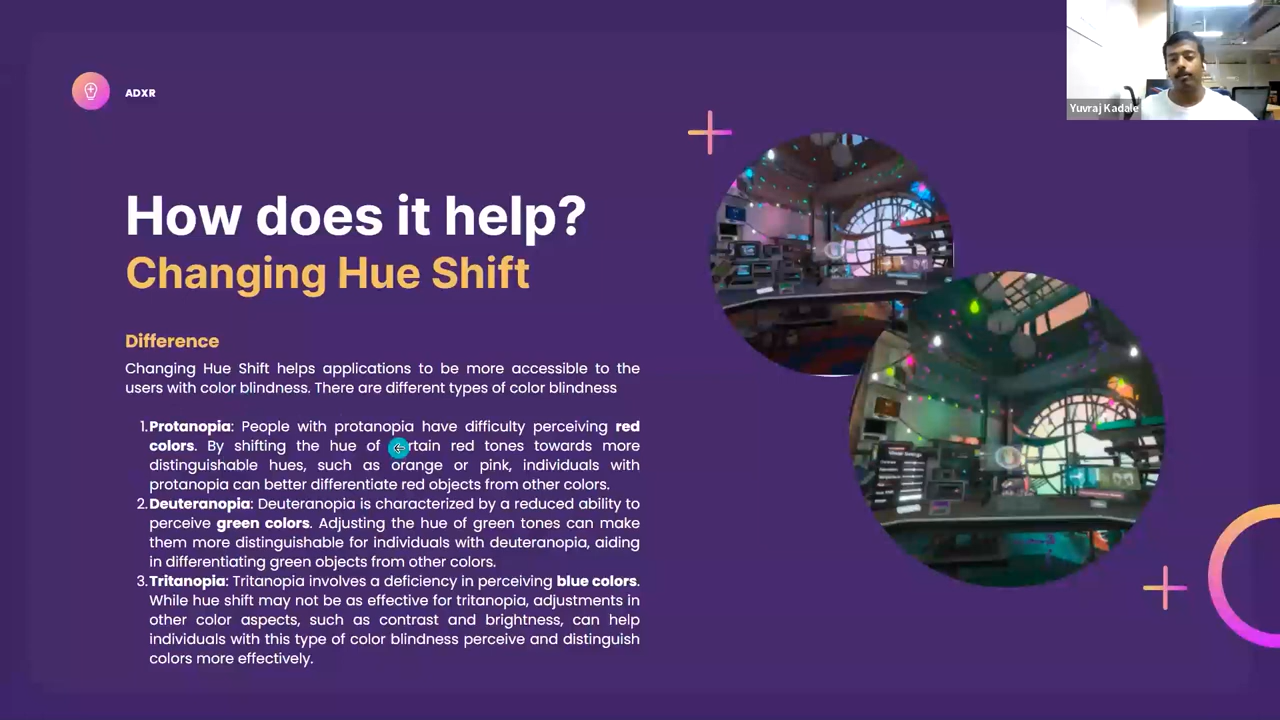 ADXR
Yuvraj Kadale
How does it help?
Changing Hue Shift
Difference
Changing Hue Shift helps applications to be more accessible to the
users with color blindness. There are different types of color blindness
1.Protanopia: People with protanopia have difficulty perceiving red
colors. By shifting the hue of certain red tones towards more
distinguishable hues, such as orange or pink, individuals with
protanopia can better differentiate red objects from other colors.
2.Deuteranopia: Deuteranopia is characterized by a reduced ability to
perceive green colors. Adjusting the hue of green tones can make
them more distinguishable for individuals with deuteranopia, aiding
in differentiating green objects from other colors.
3.Tritanopia: Tritanopia involves a deficiency in perceiving blue colors.
While hue shift may not be as effective for tritanopia, adjustments in
other color aspects, such as contrast and brightness, can help
individuals with this type of color blindness perceive and distinguish
colors more effectively.